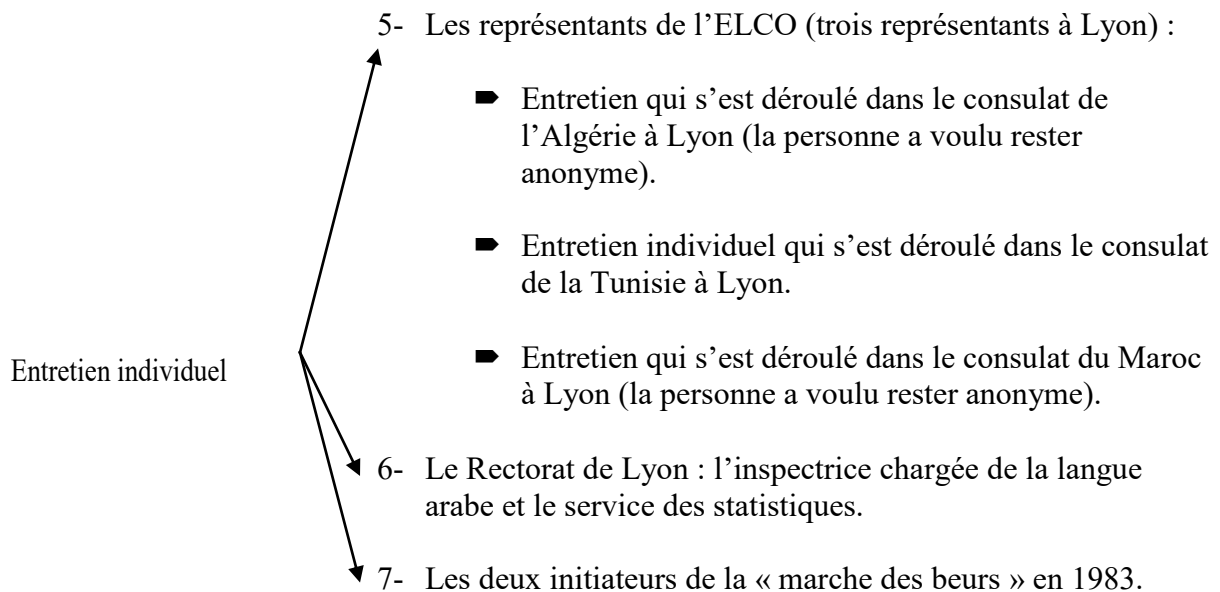 5- Les représentants de l’ELCO (trois représentants à Lyon) :
➨ Entretien qui s’est déroulé dans le consulat de
l’Algérie à Lyon (la personne a voulu rester
anonyme).
➨ Entretien individuel qui s’est déroulé dans le consulat
de la Tunisie à Lyon.
➨ Entretien qui s’est déroulé dans le consulat du Maroc
à Lyon (la personne a voulu rester anonyme).
Entretien individuel
6- Le Rectorat de Lyon : l’inspectrice chargée de la langue
arabe et le service des statistiques.
7- Les deux initiateurs de la « marche des beurs » en 1983.